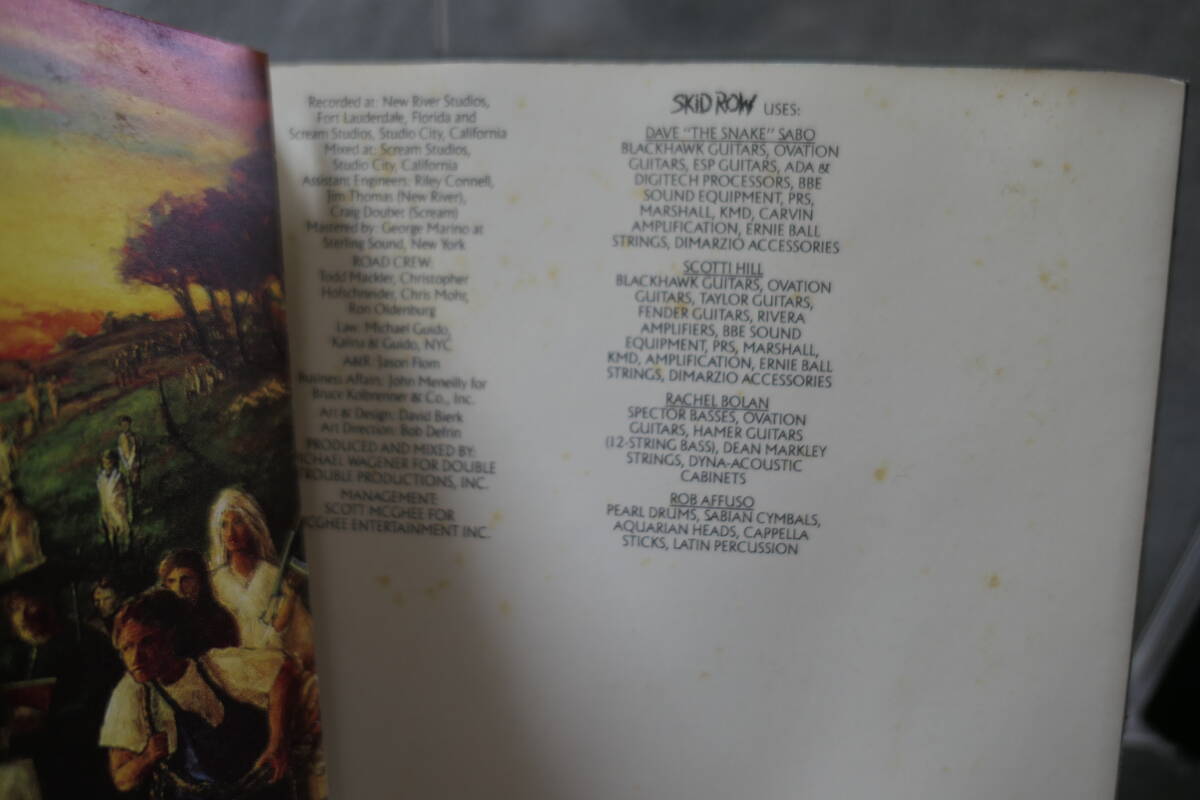 Recorded at: New River Studios,
Fort Lauderdale, Florida and
Scream Studios, Studio City, California
Mixed at: Scream Studios,
Studio City, California
Assistant Engineers: Riley Connell,
Jim Thomas (New River),
Craig Doubet (Scream)
Mastered by: George Marino at
Sterling Sound, New York
ROAD CREW:
Todd Mackler, Christopher
Hofschneider, Chris Mohr,
Ron Oldenburg
Law: Michael Guido,
Katina & Guido, NYC
A&R: Jason Flom
Business Affairs: John Meneilly for
Bruce Kolbrenner & Co., Inc.
Art & Design: David Bierk
Art Direction: Bob Defrin
PRODUCED AND MIXED BY:
MICHAEL WAGENER FOR DOUBLE
TROUBLE PRODUCTIONS, INC.
MANAGEMENT:
SCOTT MCGHEE FOR
MCGHEE ENTERTAINMENT INC.
SKID ROW USES:
DAVE "THE SNAKE" SABO
BLACKHAWK GUITARS, OVATION
GUITARS, ESP GUITARS, ADA &
DIGITECH PROCESSORS, BBE
SOUND EQUIPMENT, PRS,
MARSHALL, KMD, CARVIN
AMPLIFICATION, ERNIE BALL
STRINGS, DIMARZIO ACCESSORIES
SCOTTI HILL
BLACKHAWK GUITARS, OVATION
GUITARS, TAYLOR GUITARS,
FENDER GUITARS, RIVERA
AMPLIFIERS, BBE SOUND
EQUIPMENT, PRS, MARSHALL,
KMD, AMPLIFICATION, ERNIE BALL
STRINGS, DIMARZIO ACCESSORIES
RACHEL BOLAN
SPECTOR BASSES, OVATION
GUITARS, HAMER GUITARS
(12-STRING BASS), DEAN MARKLEY
STRINGS, DYNA-ACOUSTIC
CABINETS
ROB AFFUSO
PEARL DRUMS, SABIAN CYMBALS,
AQUARIAN HEADS, CAPPELLA
STICKS, LATIN PERCUSSION